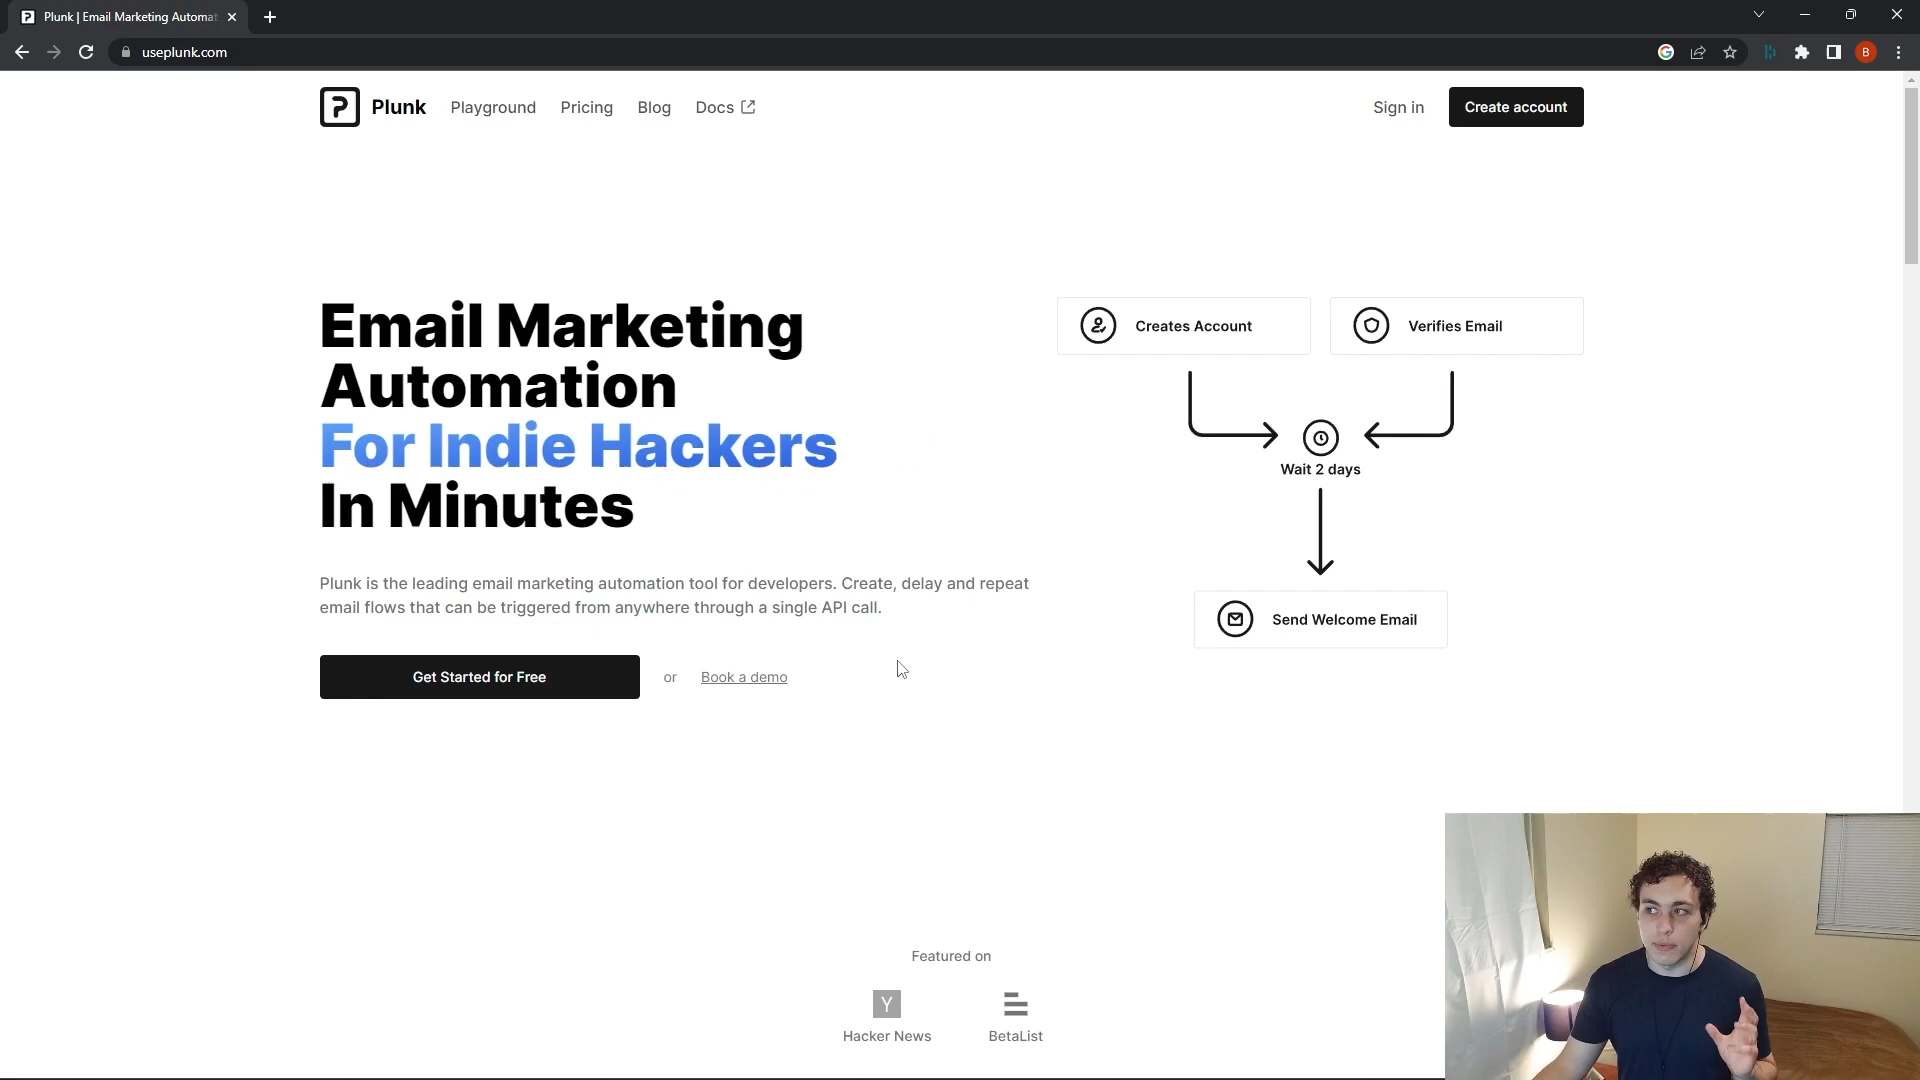 Plunk | Email Marketing Automat
useplunk.com
B
Plunk
Playground
Pricing
Blog
Docs
Sign in
Create account
Email Marketing
Automation
For Indie Hackers
In Minutes
Plunk is the leading email marketing automation tool for developers. Create, delay and repeat
email flows that can be triggered from anywhere through a single API call.
Get Started for Free
or
Book a demo
Creates Account
Verifies Email
Wait 2 days
Send Welcome Email
Featured on
Y
Hacker News
BetaList